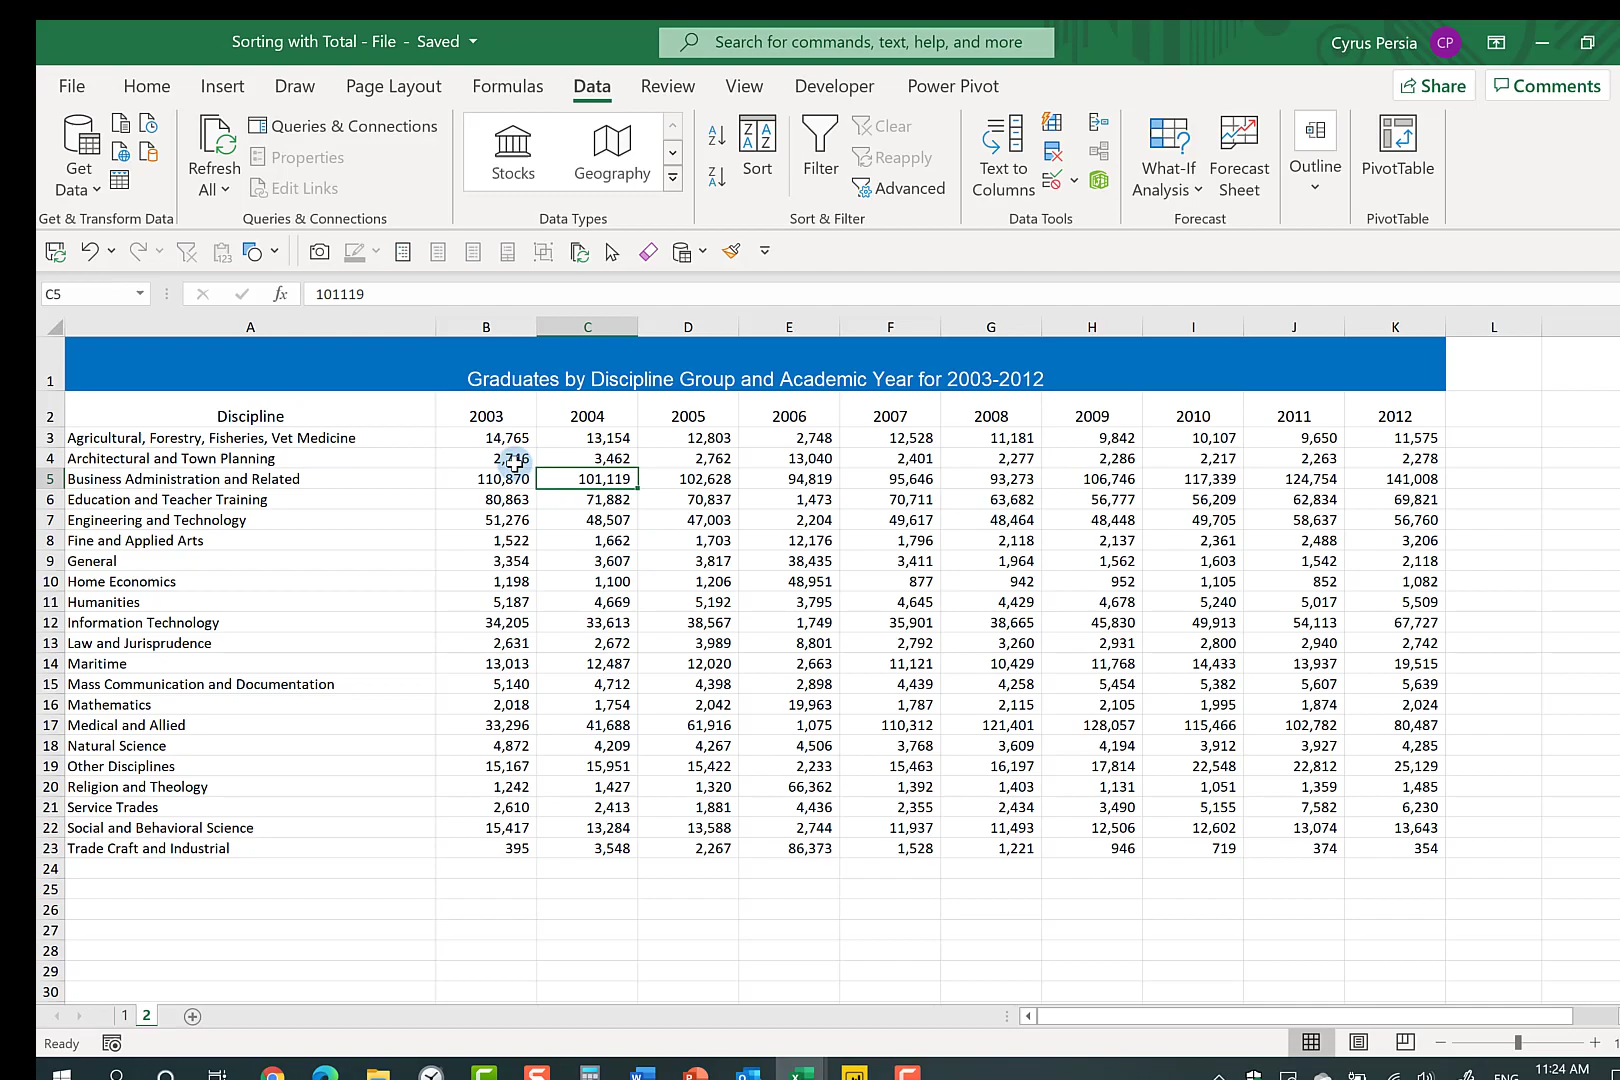 Sorting with Total - File - Saved
Search for commands, text, help, and more
Cyrus Persia CP
File Home Insert Draw Page Layout Formulas Data Review View Developer Power Pivot Share Comments
Get Data
Refresh All
Queries & Connections
Properties
Edit Links
Stocks
Geography
Sort
Filter
Clear
Reapply
Advanced
Text to Columns
What-If Analysis
Forecast Sheet
Outline
PivotTable
Get & Transform Data Queries & Connections Data Types Sort & Filter Data Tools Forecast PivotTable
C5 fx 101119
A B C D E F G H I J K L
1 Graduates by Discipline Group and Academic Year for 2003-2012
2 Discipline 2003 2004 2005 2006 2007 2008 2009 2010 2011 2012
3 Agricultural, Forestry, Fisheries, Vet Medicine 14,765 13,154 12,803 2,748 12,528 11,181 9,842 10,107 9,650 11,575
4 Architectural and Town Planning 2,716 3,462 2,762 13,040 2,401 2,277 2,286 2,217 2,263 2,278
5 Business Administration and Related 110,870 101,119 102,628 94,819 95,646 93,273 106,746 117,339 124,754 141,008
6 Education and Teacher Training 80,863 71,882 70,837 1,473 70,711 63,682 56,777 56,209 62,834 69,821
7 Engineering and Technology 51,276 48,507 47,003 2,204 49,617 48,464 48,448 49,705 58,637 56,760
8 Fine and Applied Arts 1,522 1,662 1,703 12,176 1,796 2,118 2,137 2,361 2,488 3,206
9 General 3,354 3,607 3,817 38,435 3,411 1,964 1,562 1,603 1,542 2,118
10 Home Economics 1,198 1,100 1,206 48,951 877 942 952 1,105 852 1,082
11 Humanities 5,187 4,669 5,192 3,795 4,645 4,429 4,678 5,240 5,017 5,509
12 Information Technology 34,205 33,613 38,567 1,749 35,901 38,665 45,830 49,913 54,113 67,727
13 Law and Jurisprudence 2,631 2,672 3,989 8,801 2,792 3,260 2,931 2,800 2,940 2,742
14 Maritime 13,013 12,487 12,020 2,663 11,121 10,429 11,768 14,433 13,937 19,515
15 Mass Communication and Documentation 5,140 4,712 4,398 2,898 4,439 4,258 5,454 5,382 5,607 5,639
16 Mathematics 2,018 1,754 2,042 19,963 1,787 2,115 2,105 1,995 1,874 2,024
17 Medical and Allied 33,296 41,688 61,916 1,075 110,312 121,401 128,057 115,466 102,782 80,487
18 Natural Science 4,872 4,209 4,267 4,506 3,768 3,609 4,194 3,912 3,927 4,285
19 Other Disciplines 15,167 15,951 15,422 2,233 15,463 16,197 17,814 22,548 22,812 25,129
20 Religion and Theology 1,242 1,427 1,320 66,362 1,392 1,403 1,131 1,051 1,359 1,485
21 Service Trades 2,610 2,413 1,881 4,436 2,355 2,434 3,490 5,155 7,582 6,230
22 Social and Behavioral Science 15,417 13,284 13,588 2,744 11,937 11,493 12,506 12,602 13,074 13,643
23 Trade Craft and Industrial 395 3,548 2,267 86,373 1,528 1,221 946 719 374 354
24
25
26
27
28
29
30
1 2
Ready
11:24 AM
ENG